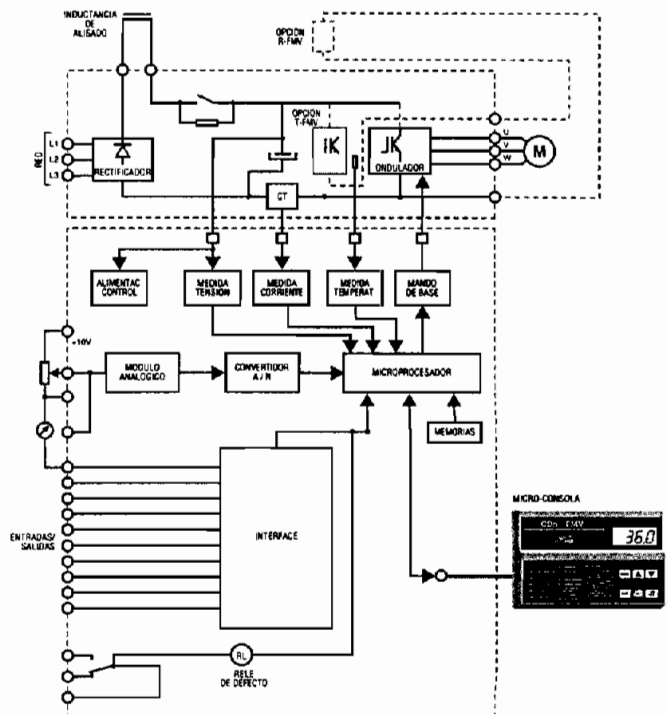 INDUCTANCIA
DE
ALISADO
OPCION
R-FMV
OPCION
T-FMV
RED
L1
L2
L3
RECTIFICADOR
ONDULADOR
U
V
W
M
CT
ALIMENTAC
CONTROL
MEDIDA
TENSION
MEDIDA
CORRIENTE
MEDIDA
TEMPERAT
MANDO
DE BASE
+10V
MODULO
ANALOGICO
CONVERTIDOR
A / N
MICROPROCESADOR
MEMORIAS
INTERFACE
ENTRADAS/
SALIDAS
MICRO-CONSOLA
FMV
36.0
RL
RELE
DE DEFECTO